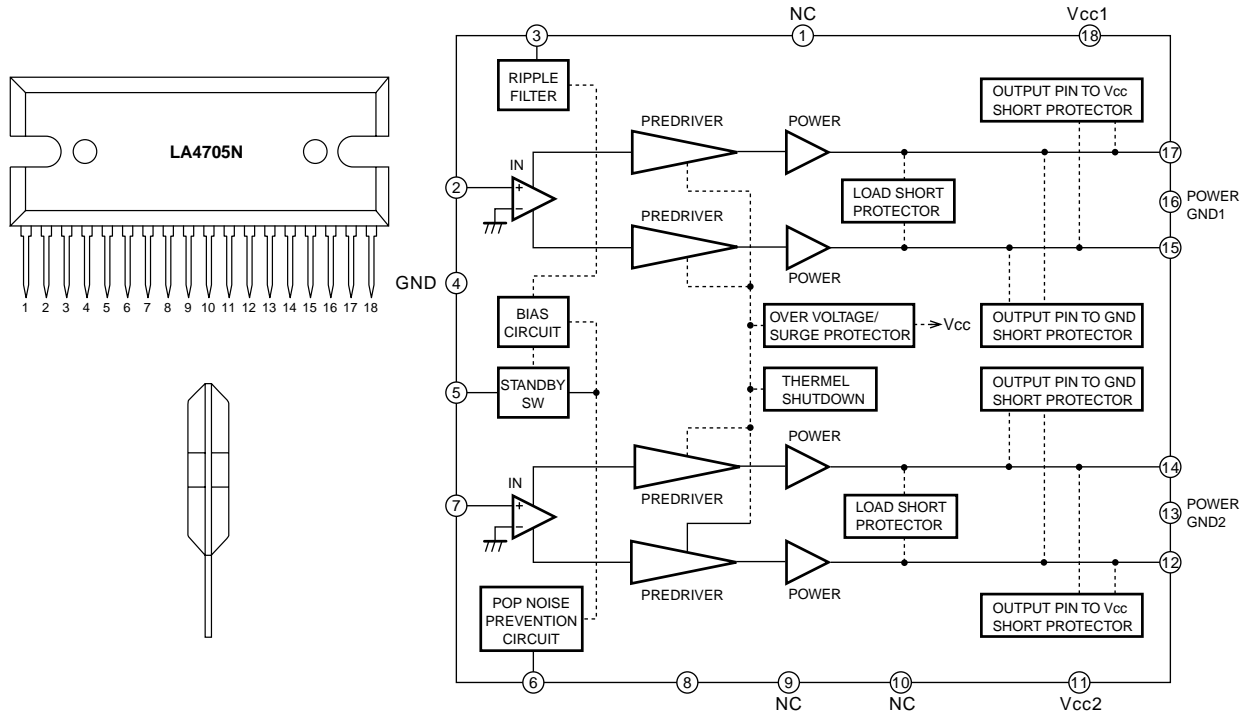 LA4705N
1 2 3 4 5 6 7 8 9 10 11 12 13 14 15 16 17 18
NC
Vcc1
3
1
18
RIPPLE
FILTER
OUTPUT PIN TO Vcc
SHORT PROTECTOR
PREDRIVER
POWER
IN
17
2
+
-
LOAD SHORT
PROTECTOR
16
POWER
GND1
PREDRIVER
15
POWER
GND
4
BIAS
CIRCUIT
OVER VOLTAGE/
SURGE PROTECTOR
Vcc
OUTPUT PIN TO GND
SHORT PROTECTOR
5
STANDBY
SW
THERMEL
SHUTDOWN
OUTPUT PIN TO GND
SHORT PROTECTOR
POWER
14
IN
PREDRIVER
7
+
-
LOAD SHORT
PROTECTOR
13
POWER
GND2
12
PREDRIVER
POWER
POP NOISE
PREVENTION
CIRCUIT
OUTPUT PIN TO Vcc
SHORT PROTECTOR
6
8
9
10
11
NC
NC
Vcc2